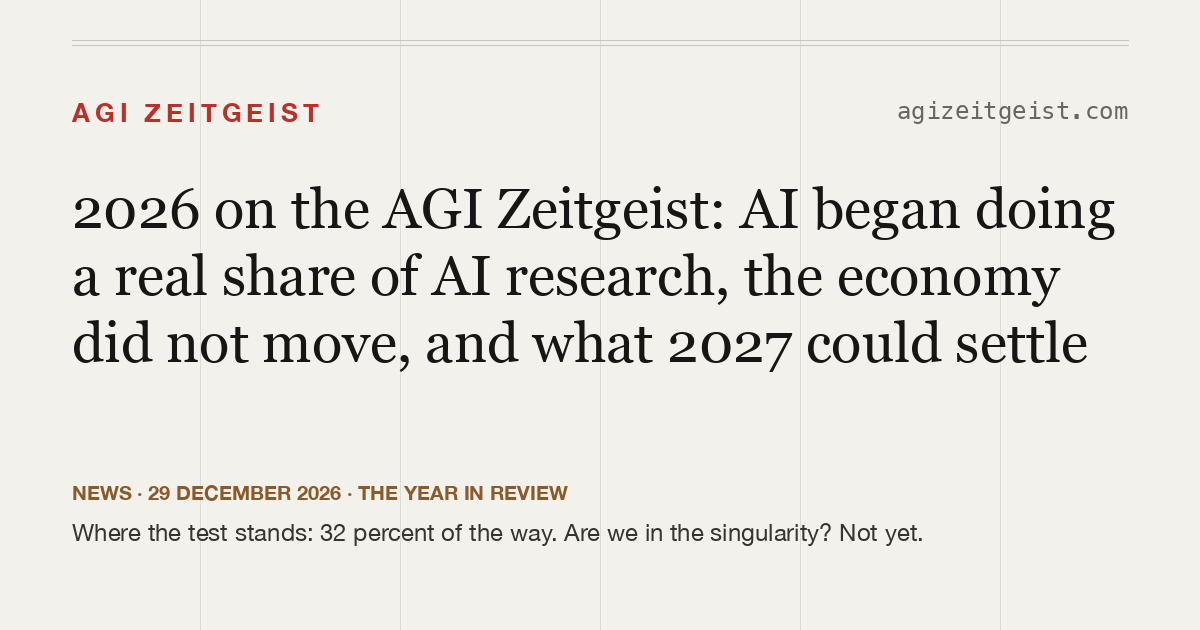 AGI ZEITGEIST
agizeitgeist.com
2026 on the AGI Zeitgeist: AI began doing
a real share of AI research, the economy
did not move, and what 2027 could settle
NEWS · 29 DECEMBER 2026 · THE YEAR IN REVIEW
Where the test stands: 32 percent of the way. Are we in the singularity? Not yet.